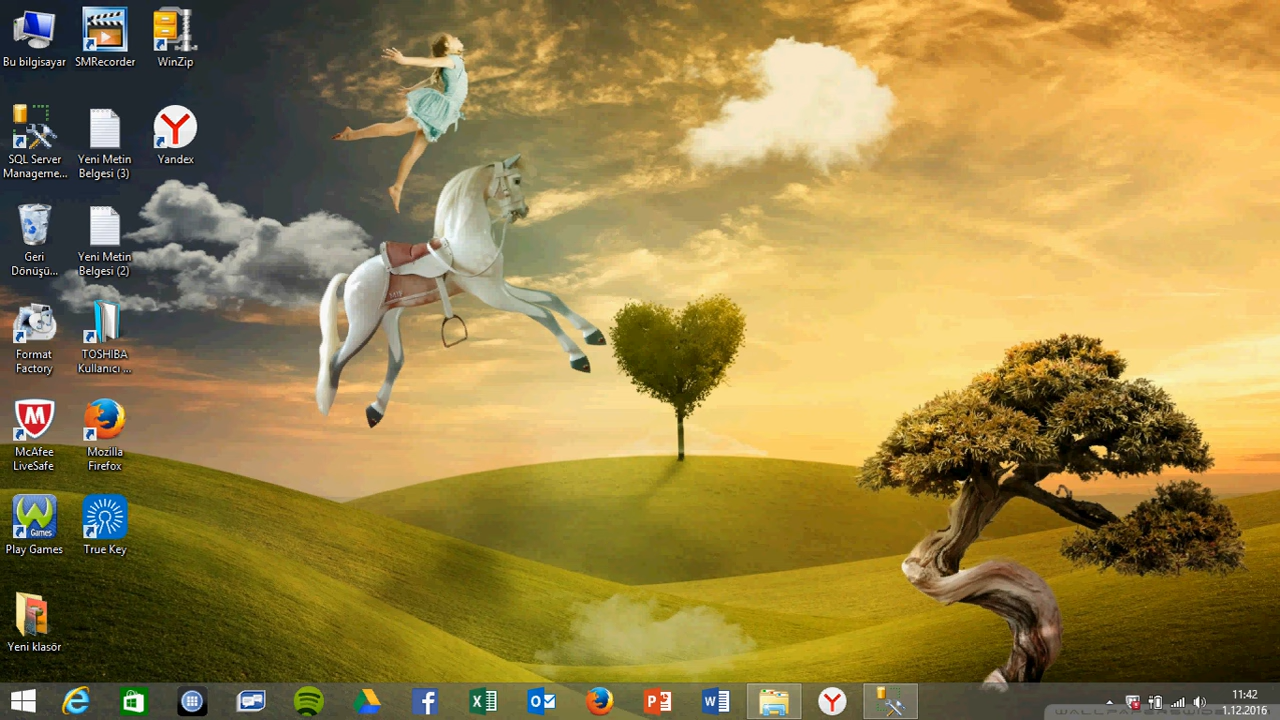 Bu bilgisayar
SMRecorder
WinZip
SQL Server
Manageme...
Yeni Metin
Belgesi (3)
Yandex
Geri
Dönüşü...
Yeni Metin
Belgesi (2)
Format
Factory
TOSHIBA
Kullanıcı ...
McAfee
LiveSafe
Mozilla
Firefox
Games
Play Games
True Key
Yeni klasör
11:42
1.12.2016